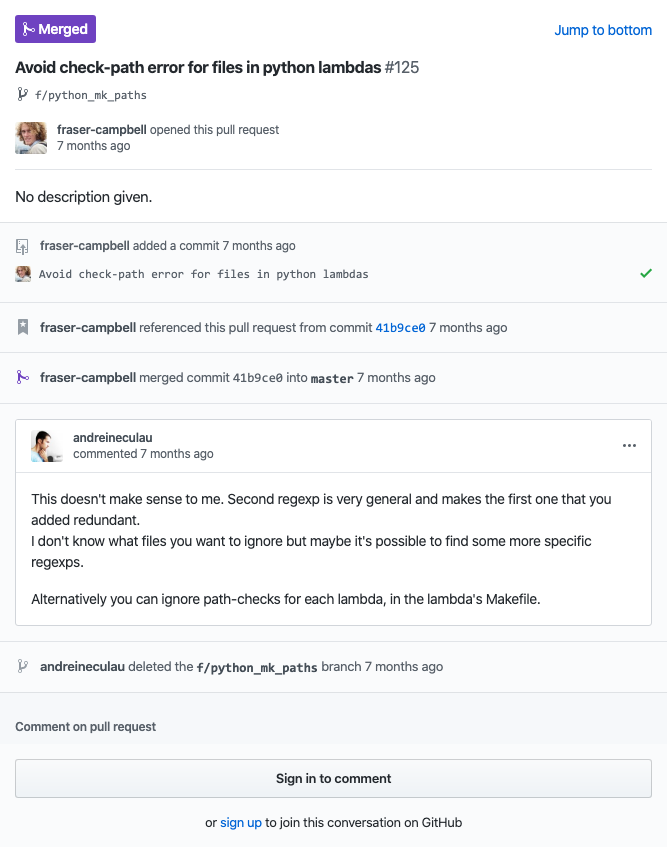 Merged
Jump to bottom
Avoid check-path error for files in python lambdas #125
f/python_mk_paths
fraser-campbell opened this pull request
7 months ago
No description given.
fraser-campbell added a commit 7 months ago
Avoid check-path error for files in python lambdas
fraser-campbell referenced this pull request from commit 41b9ce0 7 months ago
fraser-campbell merged commit 41b9ce0 into master 7 months ago
andreineculau
commented 7 months ago
This doesn't make sense to me. Second regexp is very general and makes the first one that you
added redundant.
I don't know what files you want to ignore but maybe it's possible to find some more specific
regexps.
Alternatively you can ignore path-checks for each lambda, in the lambda's Makefile.
andreineculau deleted the f/python_mk_paths branch 7 months ago
Comment on pull request
Sign in to comment
or sign up to join this conversation on GitHub